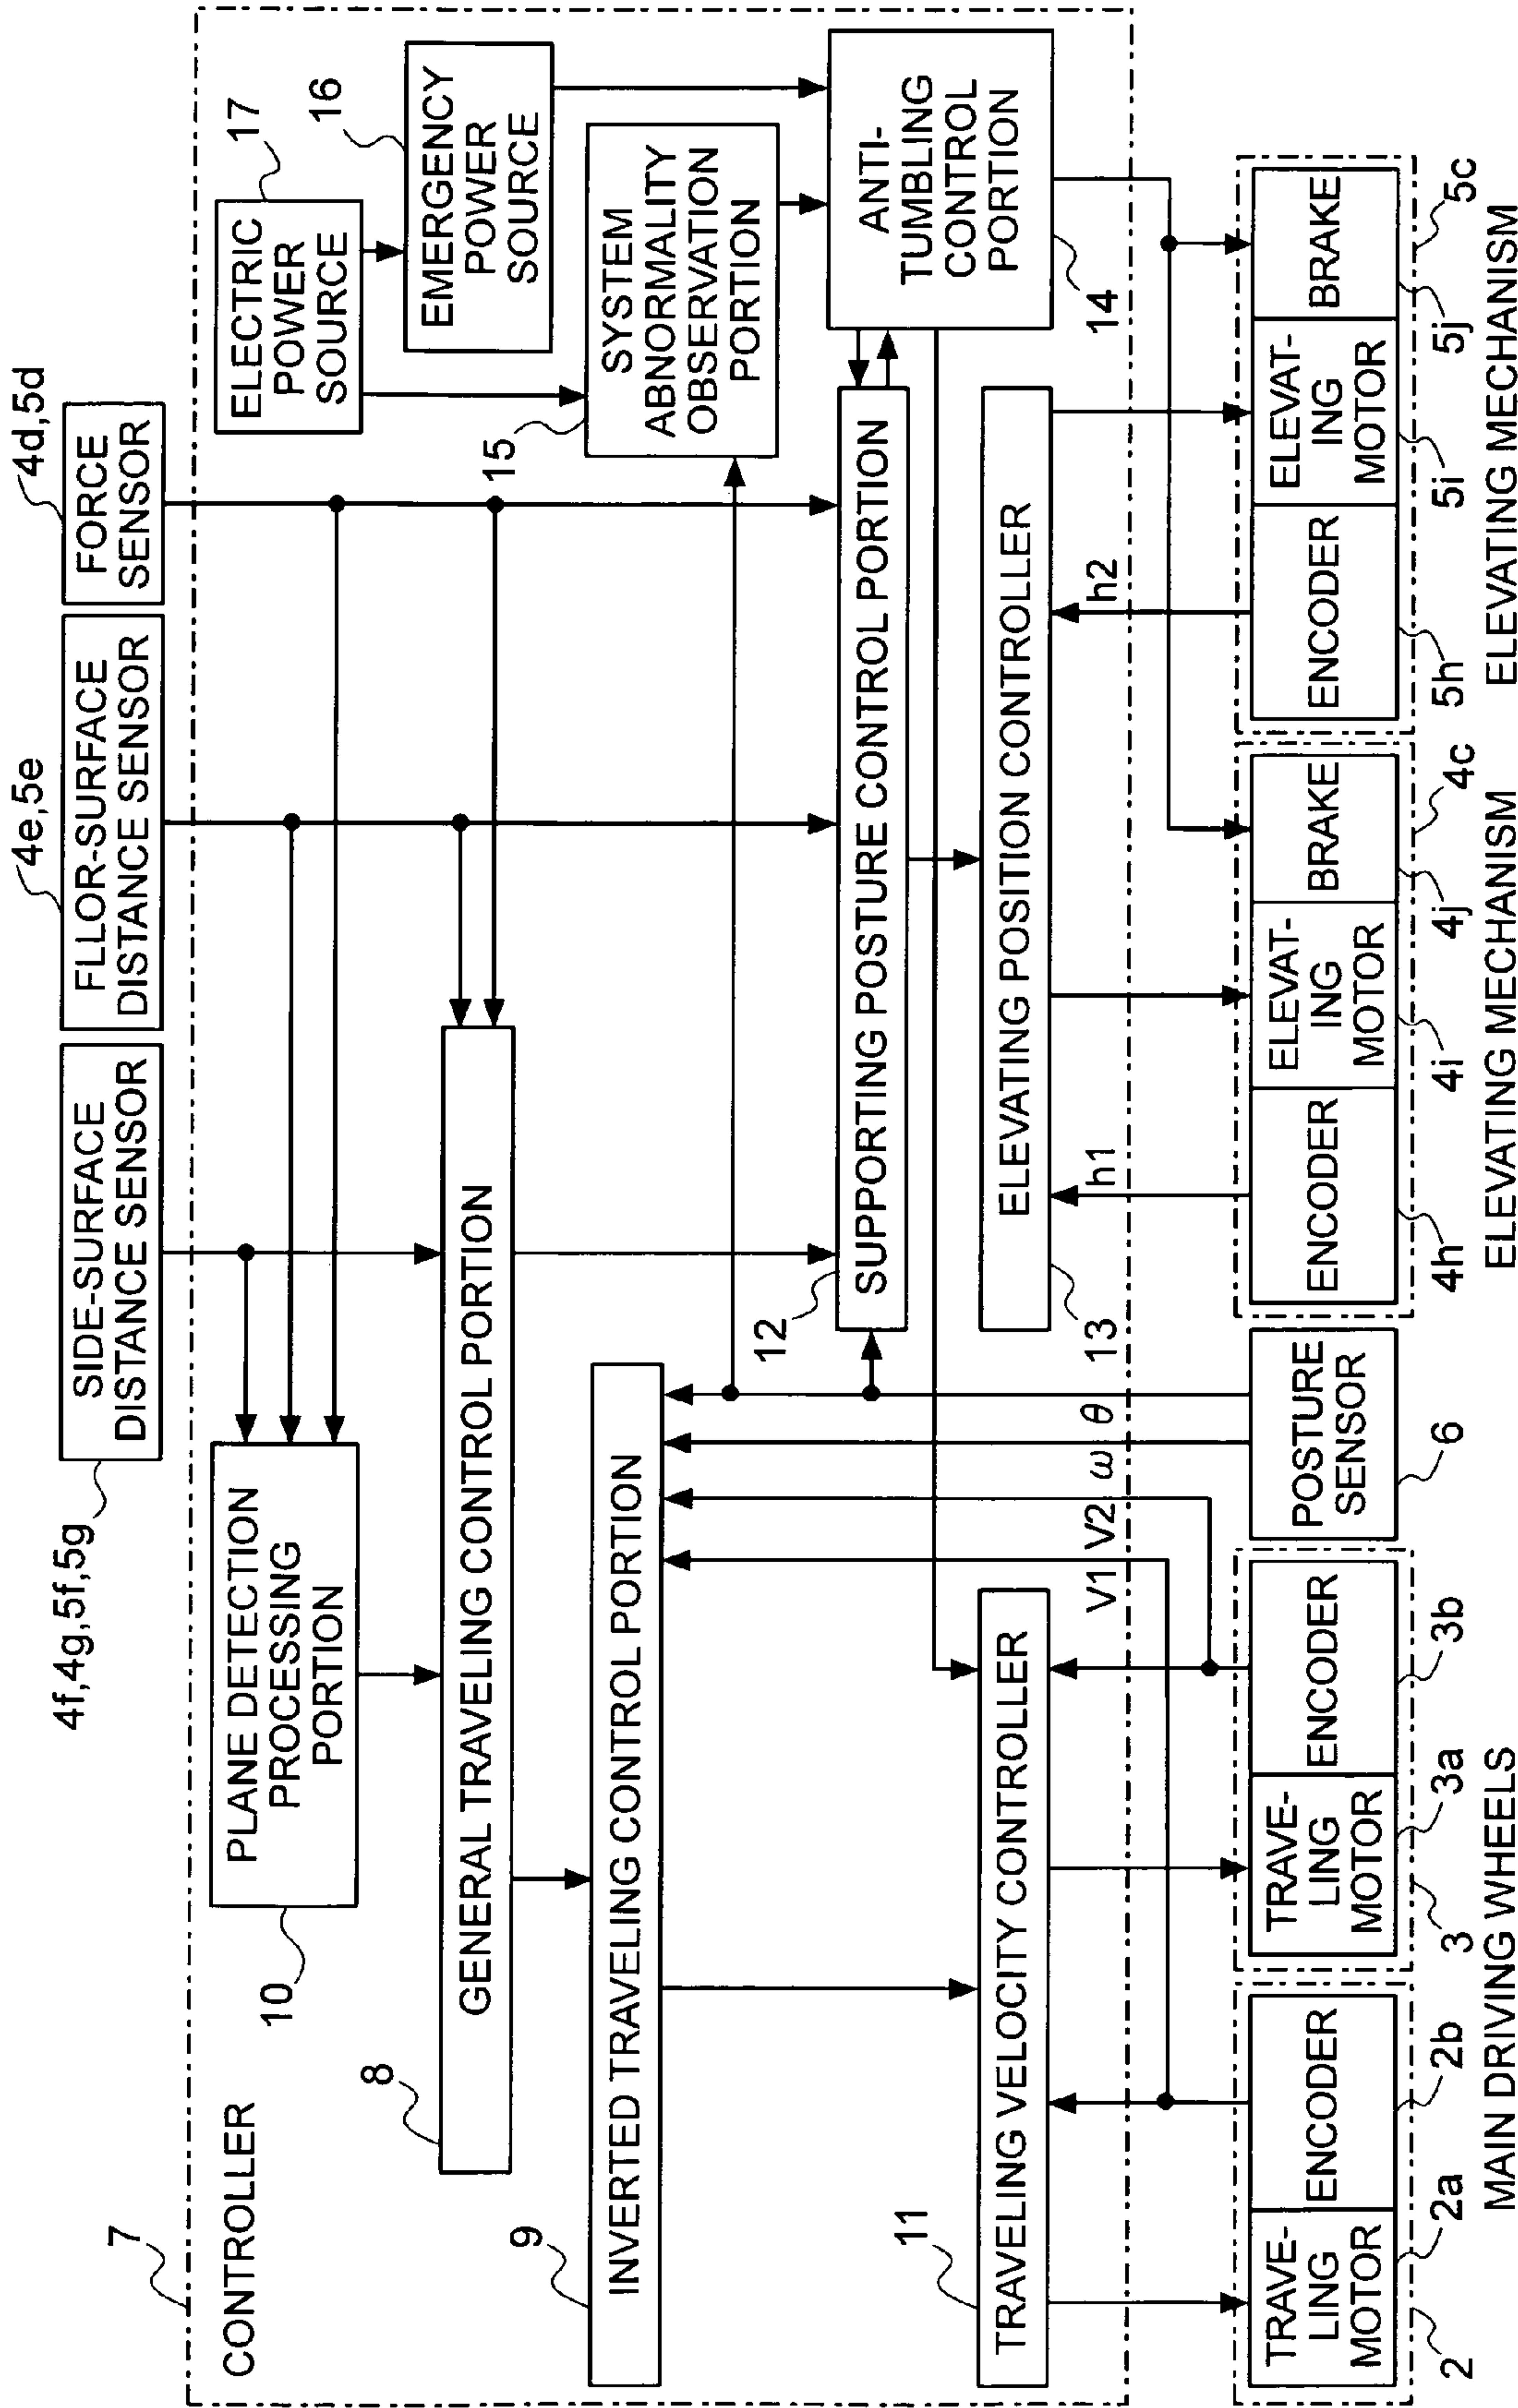 4f,4g,5f,5g
SIDE-SURFACE
DISTANCE SENSOR
4e,5e
FLLOR-SURFACE
DISTANCE SENSOR
4d,5d
FORCE
SENSOR
7
CONTROLLER
10
PLANE DETECTION
PROCESSING
PORTION
17
ELECTRIC
POWER
SOURCE
16
EMERGENCY
POWER
SOURCE
8
GENERAL TRAVELING CONTROL PORTION
15
SYSTEM
ABNORMALITY
OBSERVATION
PORTION
9
INVERTED TRAVELING CONTROL PORTION
12
SUPPORTING POSTURE CONTROL PORTION
ANTI-
TUMBLING
CONTROL
PORTION
14
11
TRAVELING VELOCITY CONTROLLER
ELEVATING POSITION CONTROLLER
13
V1
V2
ω
θ
h1
h2
TRAVE-
LING
MOTOR
ENCODER
TRAVE-
LING
MOTOR
ENCODER
POSTURE
SENSOR
ENCODER
ELEVAT-
ING
MOTOR
BRAKE
ENCODER
ELEVAT-
ING
MOTOR
BRAKE
2
2a
2b
3
3a
3b
6
4h
4i
4j
4c
5h
5i
5j
5c
MAIN DRIVING WHEELS
ELEVATING MECHANISM
ELEVATING MECHANISM